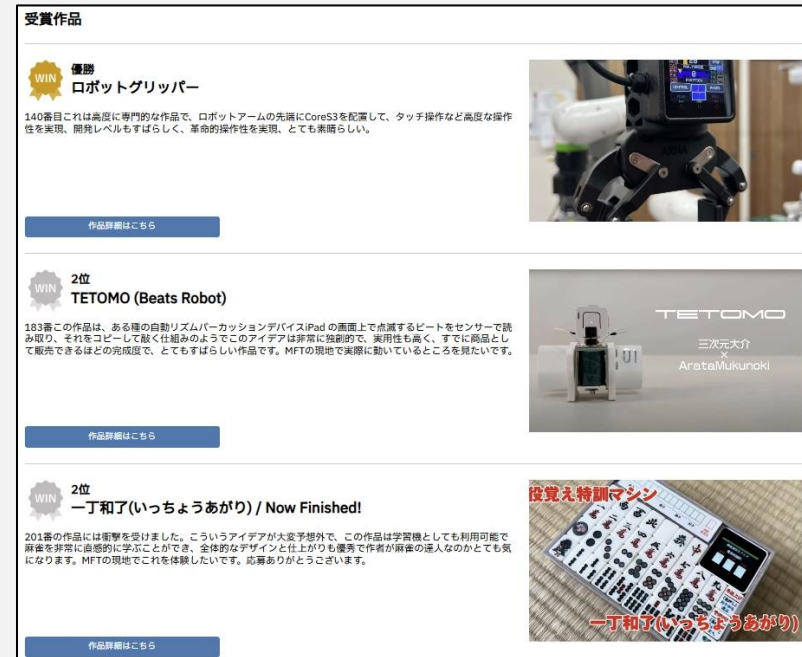 受賞作品
WIN
優勝
ロボットグリッパー
140番目これは高度に専門的な作品で、ロボットアームの先端にCoreS3を配置して、タッチ操作など高度な操作
性を実現、開発レベルもすばらしく、革命的操作性を実現、とても素晴らしい。
作品詳細はこちら
WIN
2位
TETOMO (Beats Robot)
183番この作品は、ある種の自動リズムパーカッションデバイスiPad の画面上で点滅するビートをセンサーで読
み取り、それをコピーして敲く仕組みのようでこのアイデアは非常に独創的で、実用性も高く、すでに商品とし
て販売できるほどの完成度で、とてもすばらしい作品です。MFTの現地で実際に動いているところを見たいです。
TETOMO
三次元大介
×
ArataMukunoki
作品詳細はこちら
WIN
2位
一丁和了(いっちょうあがり) / Now Finished!
201番の作品には衝撃を受けました。こういうアイデアが大変予想外で、この作品は学習機としても利用可能で
麻雀を非常に直感的に学ぶことができ、全体的なデザインと仕上がりも優秀で作者が麻雀の達人なのかとても気
になります。MFTの現地でこれを体験したいです。応募ありがとうございます。
役覚え特訓マシン
一丁和了(いっちょうあがり)
作品詳細はこちら